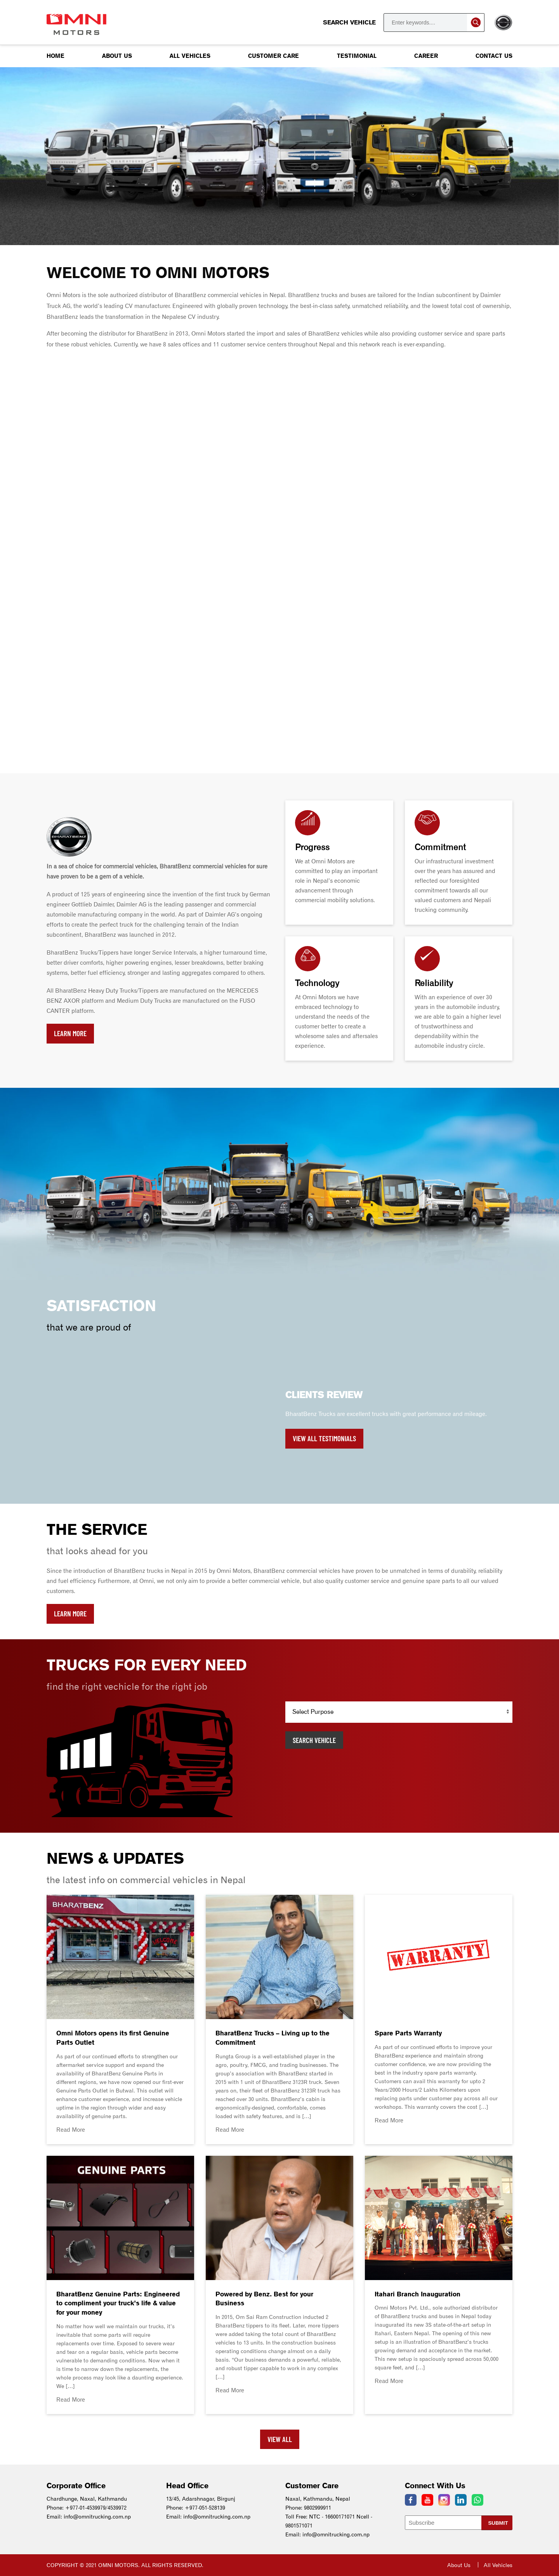 OMNI
MOTORS
SEARCH VEHICLE
Enter keywords....
HOME
ABOUT US
ALL VEHICLES
CUSTOMER CARE
TESTIMONIAL
CAREER
CONTACT US
WELCOME TO OMNI MOTORS
Omni Motors is the sole authorized distributor of BharatBenz commercial vehicles in Nepal. BharatBenz trucks and buses are tailored for the Indian subcontinent by Daimler
Truck AG, the world's leading CV manufacturer. Engineered with globally proven technology, the best-in-class safety, unmatched reliability, and the lowest total cost of ownership,
BharatBenz leads the transformation in the Nepalese CV industry.
After becoming the distributor for BharatBenz in 2013, Omni Motors started the import and sales of BharatBenz vehicles while also providing customer service and spare parts
for these robust vehicles. Currently, we have 8 sales offices and 11 customer service centers throughout Nepal and this network reach is ever-expanding.
BHARATBENZ
In a sea of choice for commercial vehicles, BharatBenz commercial vehicles for sure
have proven to be a gem of a vehicle.
A product of 125 years of engineering since the invention of the first truck by German
engineer Gottlieb Daimler, Daimler AG is the leading passenger and commercial
automobile manufacturing company in the world. As part of Daimler AG's ongoing
efforts to create the perfect truck for the challenging terrain of the Indian
subcontinent, BharatBenz was launched in 2012.
BharatBenz Trucks/Tippers have longer Service Intervals, a higher turnaround time,
better driver comforts, higher powering engines, lesser breakdowns, better braking
systems, better fuel efficiency, stronger and lasting aggregates compared to others.
All BharatBenz Heavy Duty Trucks/Tippers are manufactured on the MERCEDES
BENZ AXOR platform and Medium Duty Trucks are manufactured on the FUSO
CANTER platform.
LEARN MORE
Progress
We at Omni Motors are
committed to play an important
role in Nepal's economic
advancement through
commercial mobility solutions.
Commitment
Our infrastructural investment
over the years has assured and
reflected our foresighted
commitment towards all our
valued customers and Nepali
trucking community.
Technology
At Omni Motors we have
embraced technology to
understand the needs of the
customer better to create a
wholesome sales and aftersales
experience.
Reliability
With an experience of over 30
years in the automobile industry,
we are able to gain a higher level
of trustworthiness and
dependability within the
automobile industry circle.
SATISFACTION
that we are proud of
CLIENTS REVIEW
BharatBenz Trucks are excellent trucks with great performance and mileage.
VIEW ALL TESTIMONIALS
THE SERVICE
that looks ahead for you
Since the introduction of BharatBenz trucks in Nepal in 2015 by Omni Motors, BharatBenz commercial vehicles have proven to be unmatched in terms of durability, reliability
and fuel efficiency. Furthermore, at Omni, we not only aim to provide a better commercial vehicle, but also quality customer service and genuine spare parts to all our valued
customers.
LEARN MORE
TRUCKS FOR EVERY NEED
find the right vechicle for the right job
Select Purpose
SEARCH VEHICLE
NEWS & UPDATES
the latest info on commercial vehicles in Nepal
BHARATBENZ
WARRANTY
Omni Motors opens its first Genuine
Parts Outlet
As part of our continued efforts to strengthen our
aftermarket service support and expand the
availability of BharatBenz Genuine Parts in
different regions, we have now opened our first-ever
Genuine Parts Outlet in Butwal. This outlet will
enhance customer experience, and increase vehicle
uptime in the region through wider and easy
availability of genuine parts.
Read More
BharatBenz Trucks – Living up to the
Commitment
Rungta Group is a well-established player in the
agro, poultry, FMCG, and trading businesses. The
group's association with BharatBenz started in
2015 with 1 unit of BharatBenz 3123R truck. Seven
years on, their fleet of BharatBenz 3123R truck has
reached over 30 units. BharatBenz's cabin is
ergonomically-designed, comfortable, comes
loaded with safety features, and is […]
Read More
Spare Parts Warranty
As part of our continued efforts to improve your
BharatBenz experience and maintain strong
customer confidence, we are now providing the
best in the industry spare parts warranty.
Customers can avail this warranty for upto 2
Years/2000 Hours/2 Lakhs Kilometers upon
replacing parts under customer pay across all our
workshops. This warranty covers the cost […]
Read More
GENUINE PARTS
BharatBenz Genuine Parts: Engineered
to compliment your truck's life & value
for your money
No matter how well we maintain our trucks, it's
inevitable that some parts will require
replacements over time. Exposed to severe wear
and tear on a regular basis, vehicle parts become
vulnerable to demanding conditions. Now when it
is time to narrow down the replacements, the
whole process may look like a daunting experience.
We […]
Read More
Powered by Benz. Best for your
Business
In 2015, Om Sai Ram Construction inducted 2
BharatBenz tippers to its fleet. Later, more tippers
were added taking the total count of BharatBenz
vehicles to 13 units. In the construction business
operating condition remains almost common on a daily
basis. "Our business demands a powerful, reliable,
and robust tipper capable to work in any complex
[…]
Read More
Itahari Branch Inauguration
Omni Motors Pvt. Ltd., sole authorized distributor
of BharatBenz trucks and buses in Nepal today
inaugurated its new 3S state-of-the-art setup in
Itahari, Eastern Nepal. The opening of this new
setup is an illustration of BharatBenz's trucks
growing demand and expansion in the market.
This new setup is spaciously spread across 50,000
square feet, and […]
Read More
VIEW ALL
Corporate Office
Chardhunge, Naxal, Kathmandu
Phone: +977-01-4539979/4539972
Email: info@omnitrucking.com.np
Head Office
13/45, Adarshnagar, Birgunj
Phone: +977-051-528139
Email: info@omnitrucking.com.np
Customer Care
Naxal, Kathmandu, Nepal
Phone: 9802999911
Toll Free: NTC - 16600171071 Ncell -
9801571071
Email: info@omnitrucking.com.np
Connect With Us
Subscribe
SUBMIT
COPYRIGHT © 2021 OMNI MOTORS. ALL RIGHTS RESERVED.
About Us | All Vehicles